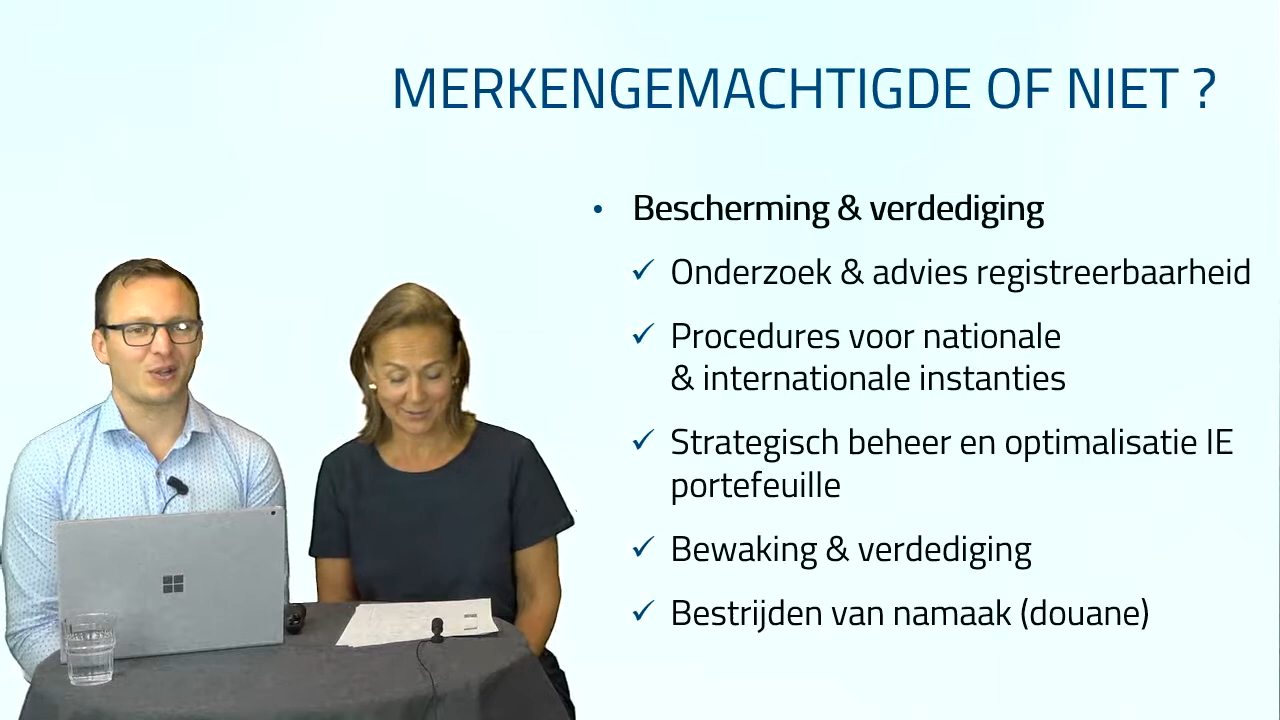 MERKENGEMACHTIGDE OF NIET ?
• Bescherming & verdediging
✓ Onderzoek & advies registreerbaarheid
✓ Procedures voor nationale
& internationale instanties
✓ Strategisch beheer en optimalisatie IE
portefeuille
✓ Bewaking & verdediging
✓ Bestrijden van namaak (douane)